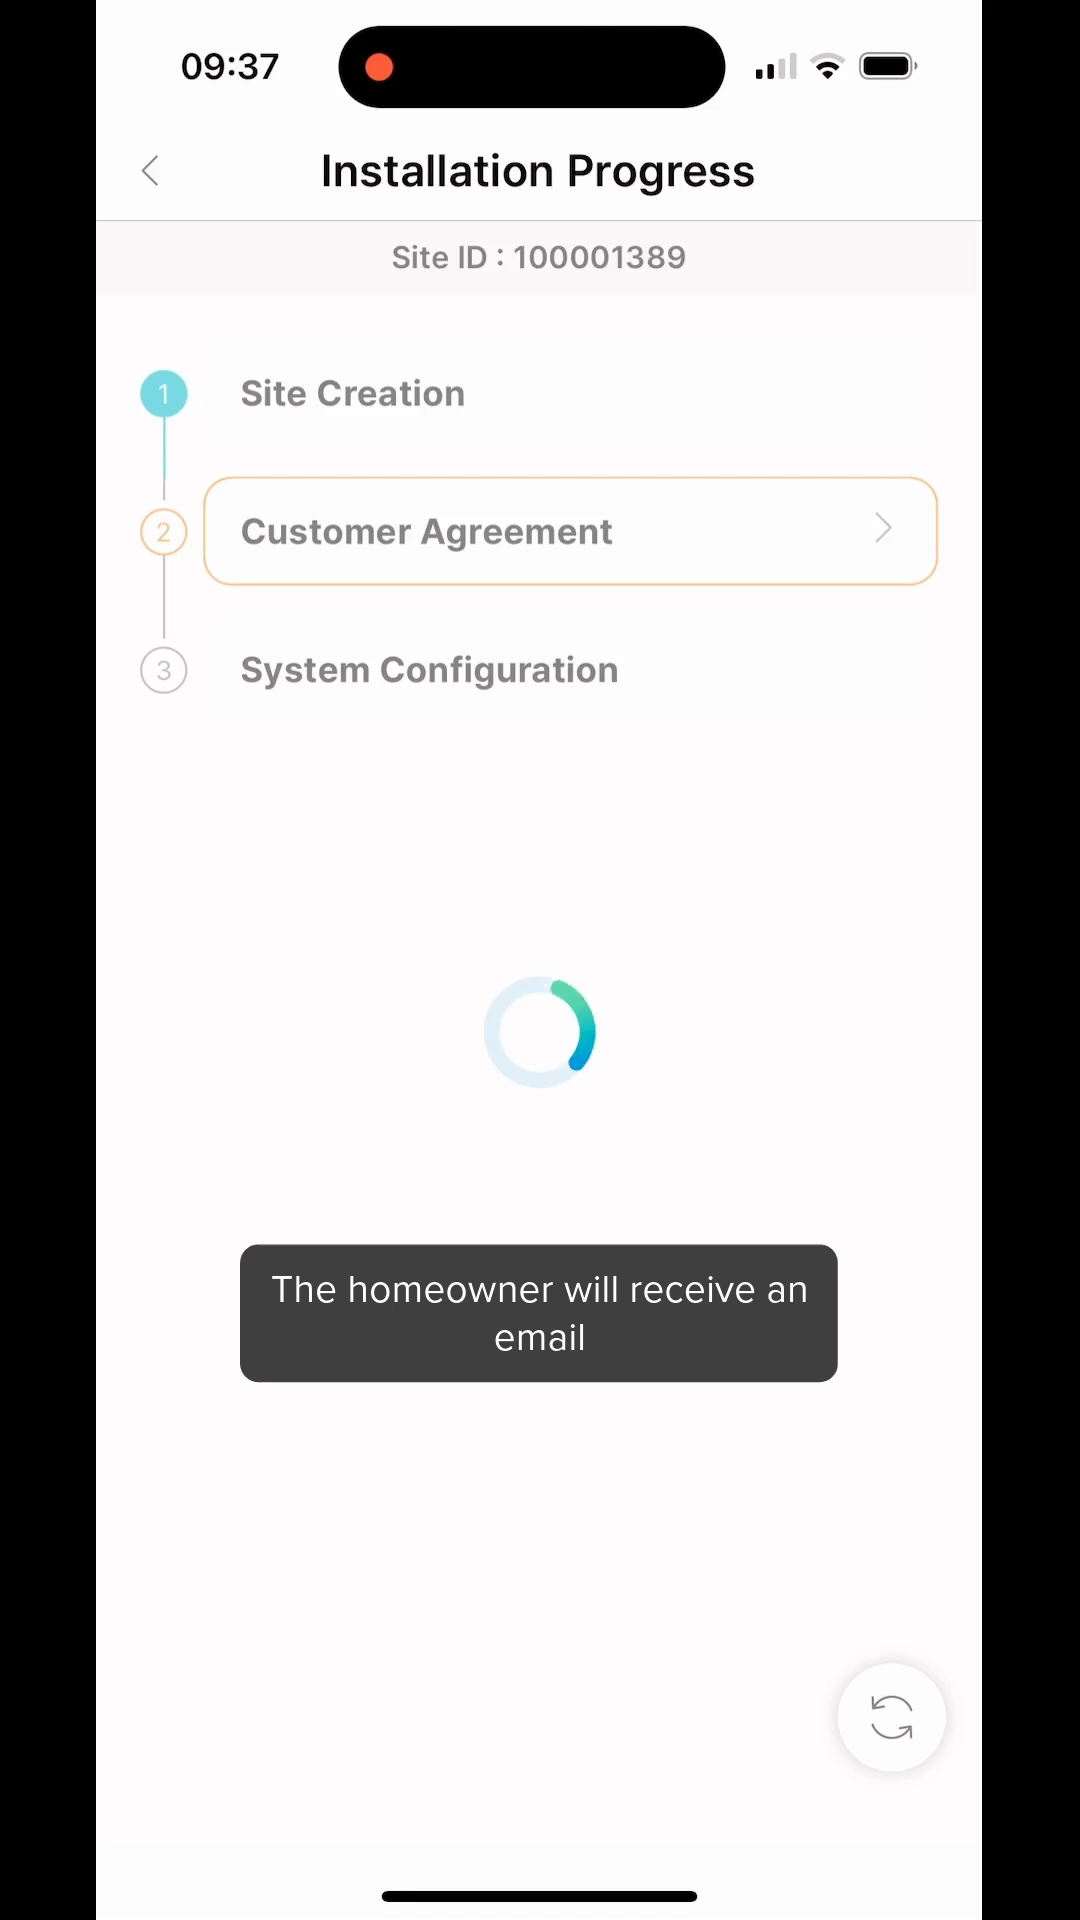 09:37
Installation Progress
Site ID : 100001389
1 Site Creation
2 Customer Agreement
3 System Configuration
The homeowner will receive an
email